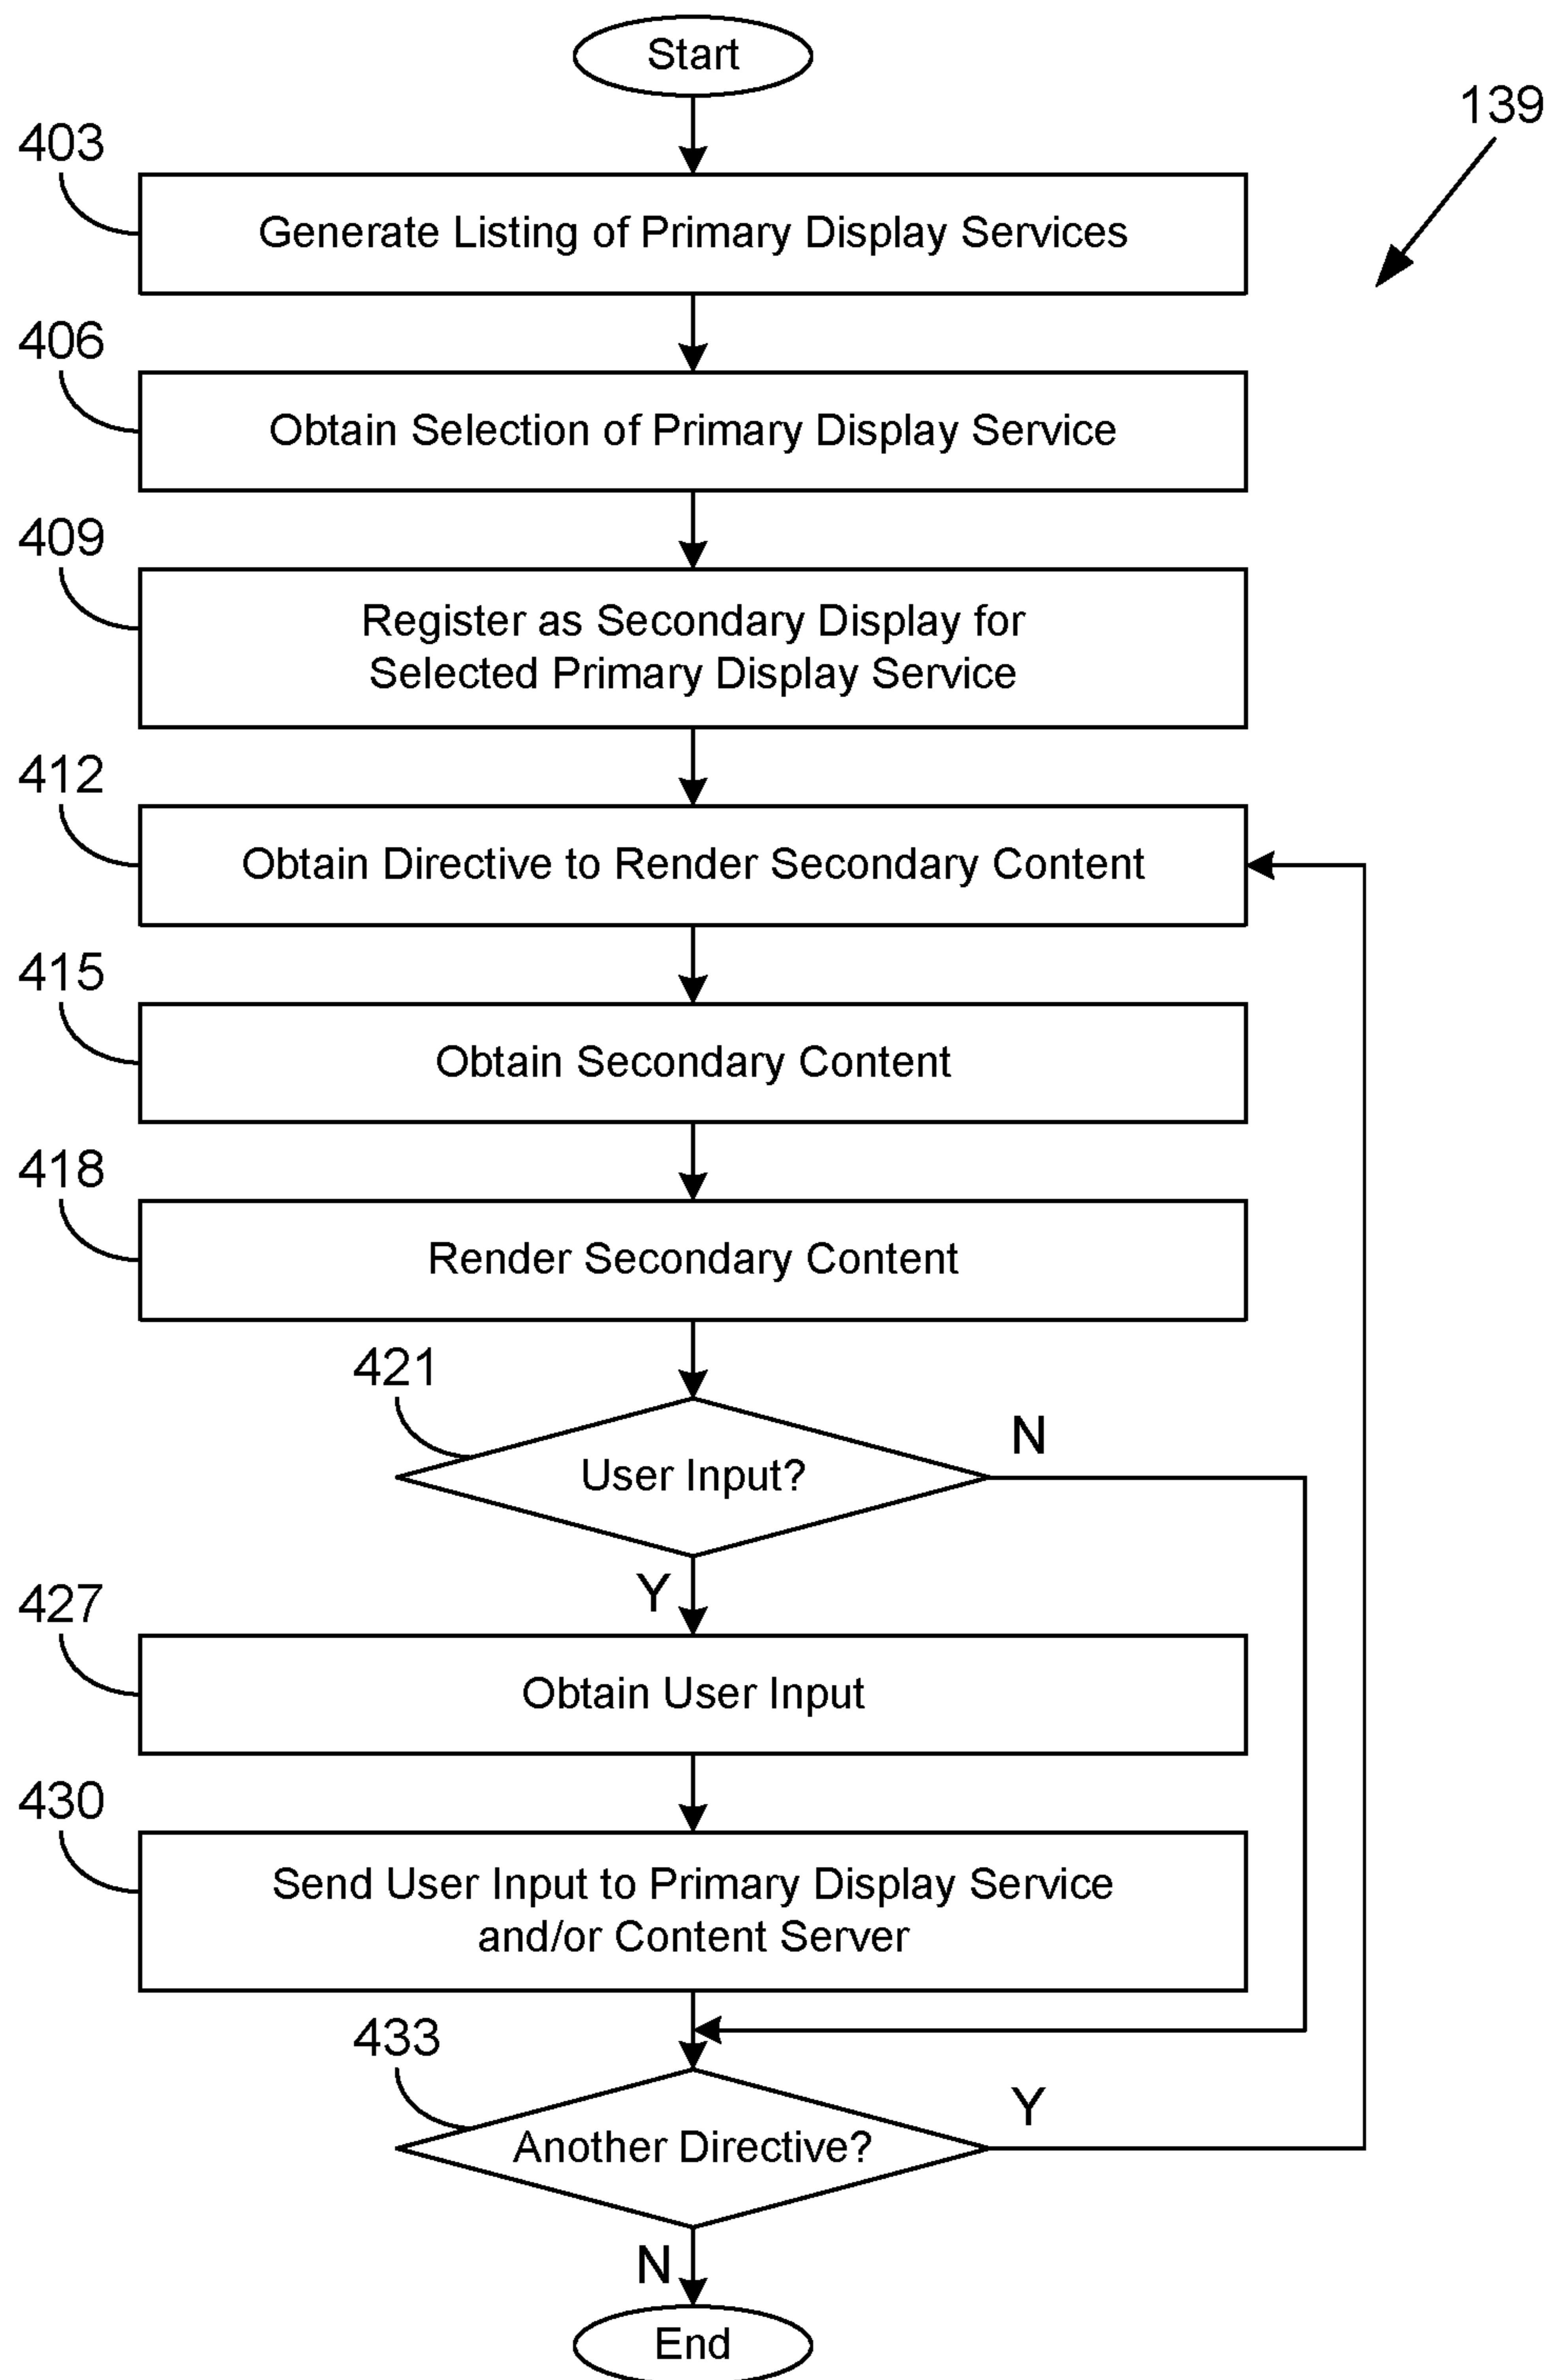 Start
139
403
Generate Listing of Primary Display Services
406
Obtain Selection of Primary Display Service
409
Register as Secondary Display for
Selected Primary Display Service
412
Obtain Directive to Render Secondary Content
415
Obtain Secondary Content
418
Render Secondary Content
421
N
User Input?
Y
427
Obtain User Input
430
Send User Input to Primary Display Service
and/or Content Server
433
Y
Another Directive?
N
End